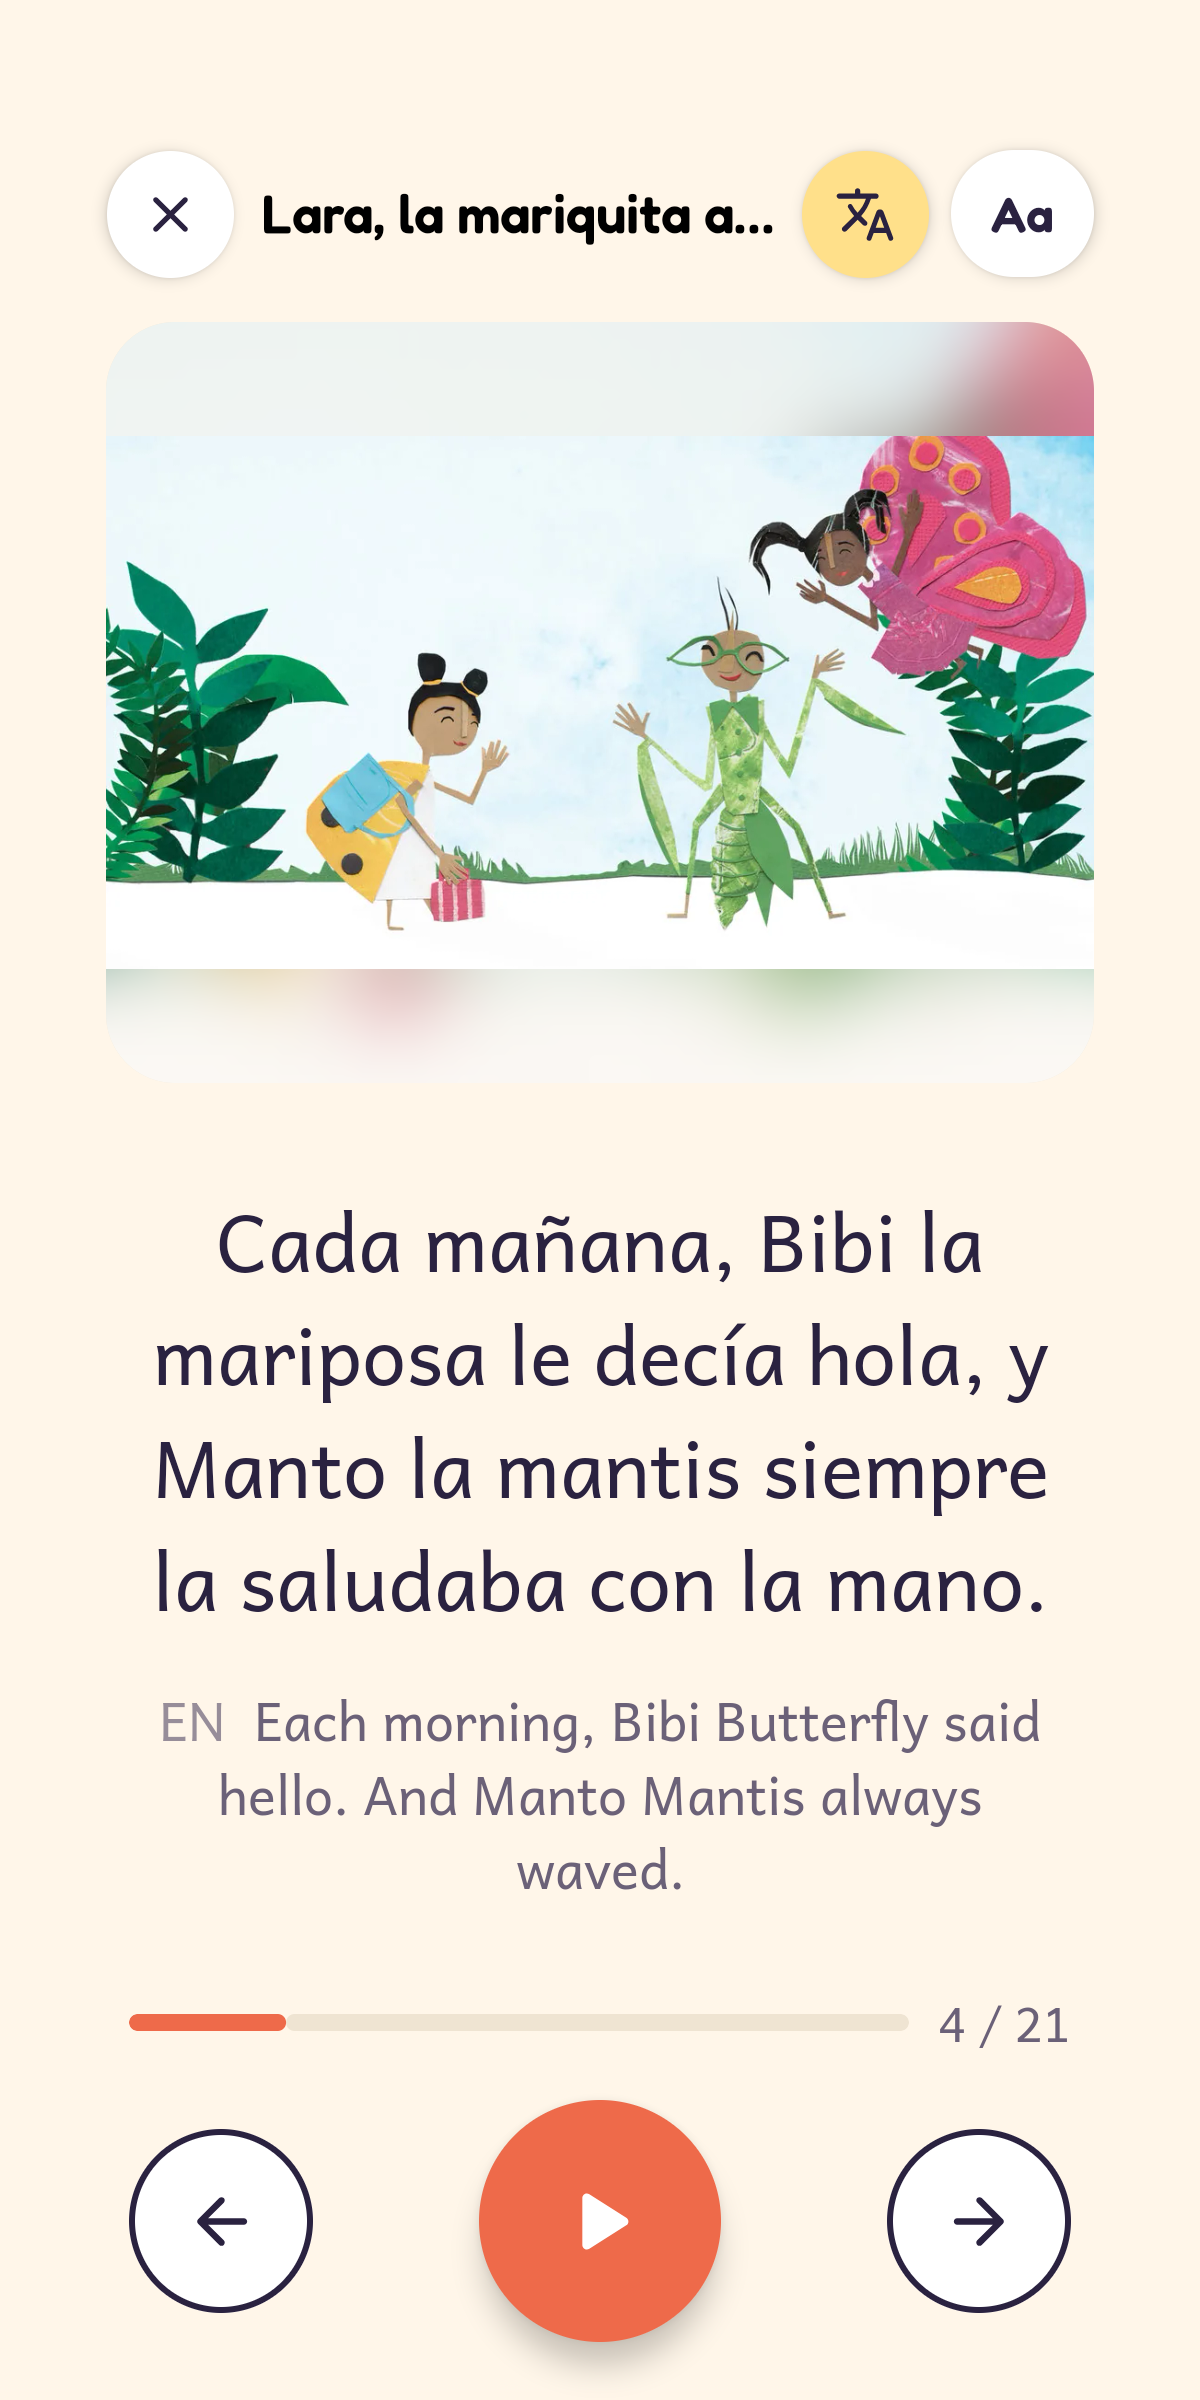 Lara, la mariquita a...
Aa
Cada mañana, Bibi la
mariposa le decía hola, y
Manto la mantis siempre
la saludaba con la mano.
EN Each morning, Bibi Butterfly said
hello. And Manto Mantis always
waved.
4 / 21